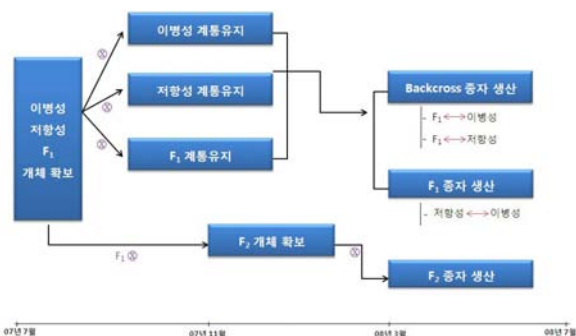 이병성 계통유지
저항성 계통유지
F₁ 계통유지
이병성
저항성
F₁
개체 확보
ⓧ
ⓧ
ⓧ
Backcross 종자 생산
- F₁ ↔ 이병성
- F₁ ↔ 저항성
F₁ 종자 생산
- 저항성 ↔ 이병성
F₂ 개체 확보
F₁ ⓧ
ⓧ
F₂ 종자 생산
07년 7월
07년 11월
08년 3월
08년 7월